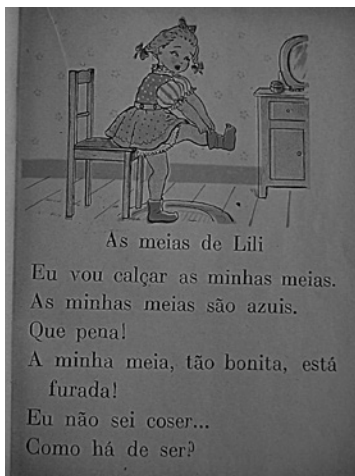 As meias de Lili
Eu vou calçar as minhas meias.
As minhas meias são azuis.
Que pena!
A minha meia, tão bonita, está
furada!
Eu não sei coser...
Como há de ser?